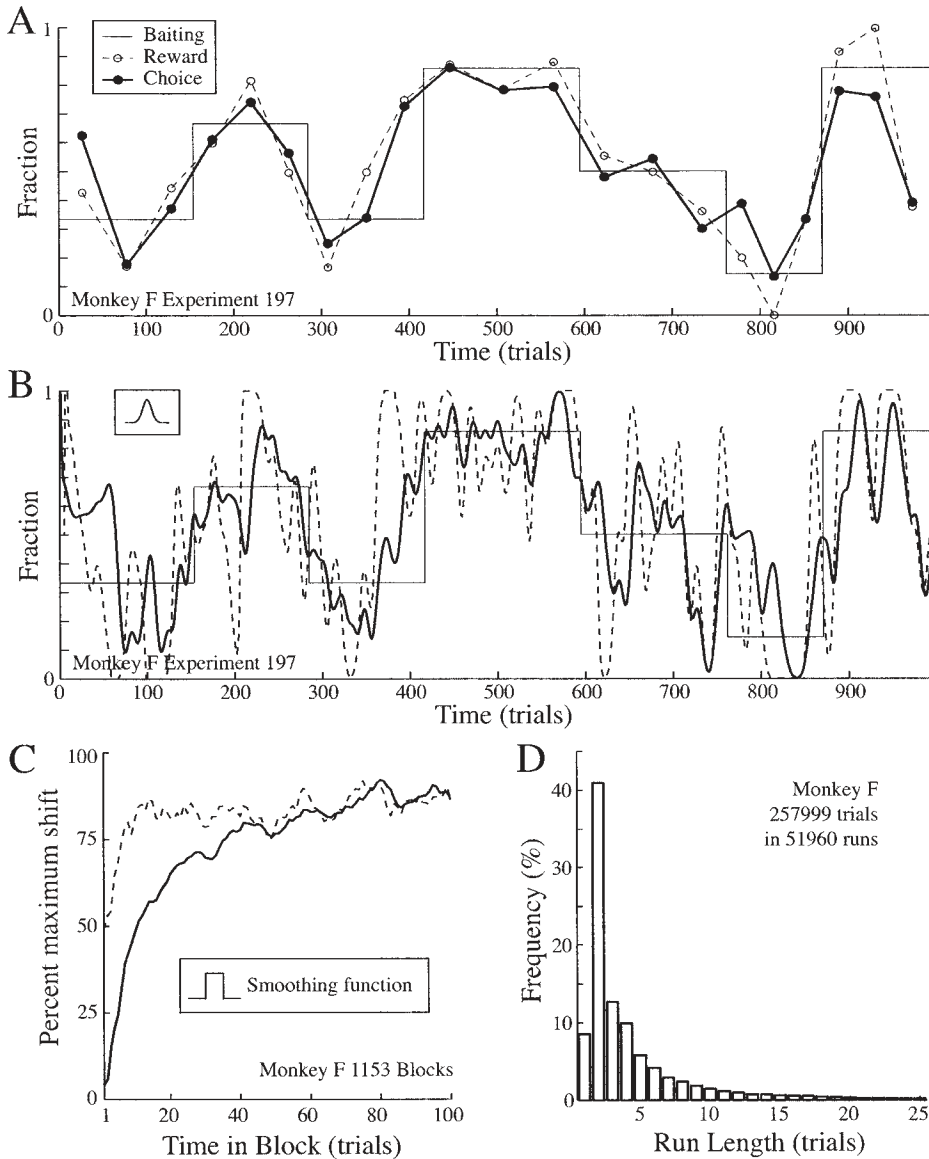 A
1
Baiting
Reward
Choice
Fraction
0
Monkey F Experiment 197
0 100 200 300 400 500 600 700 800 900
Time (trials)
B
1
Fraction
0
Monkey F Experiment 197
0 100 200 300 400 500 600 700 800 900
Time (trials)
C
100
75
50
25
0
Percent maximum shift
Smoothing function
Monkey F 1153 Blocks
1 20 40 60 80 100
Time in Block (trials)
D
40
30
20
10
0
Frequency (%)
Monkey F
257999 trials
in 51960 runs
5 10 15 20 25
Run Length (trials)